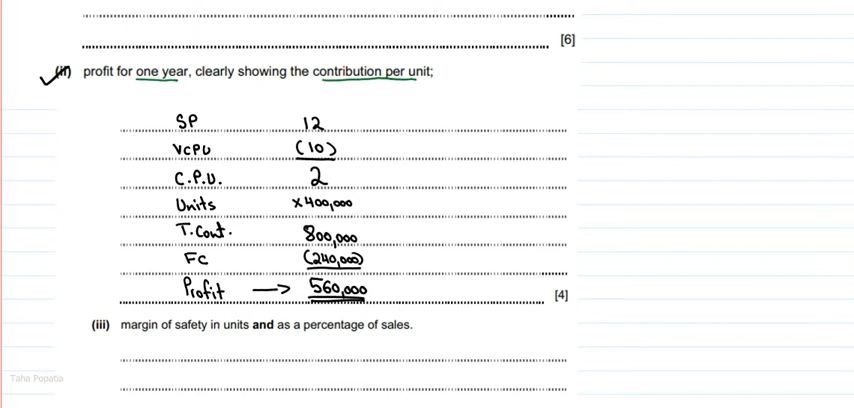 [6]
(ii) profit for one year, clearly showing the contribution per unit;
SP 12
VCPU (10)
C.P.U. 2
Units x400,000
T.Cont. 800,000
FC (240,000)
Profit → 560,000
[4]
(iii) margin of safety in units and as a percentage of sales.
Taha Popatia